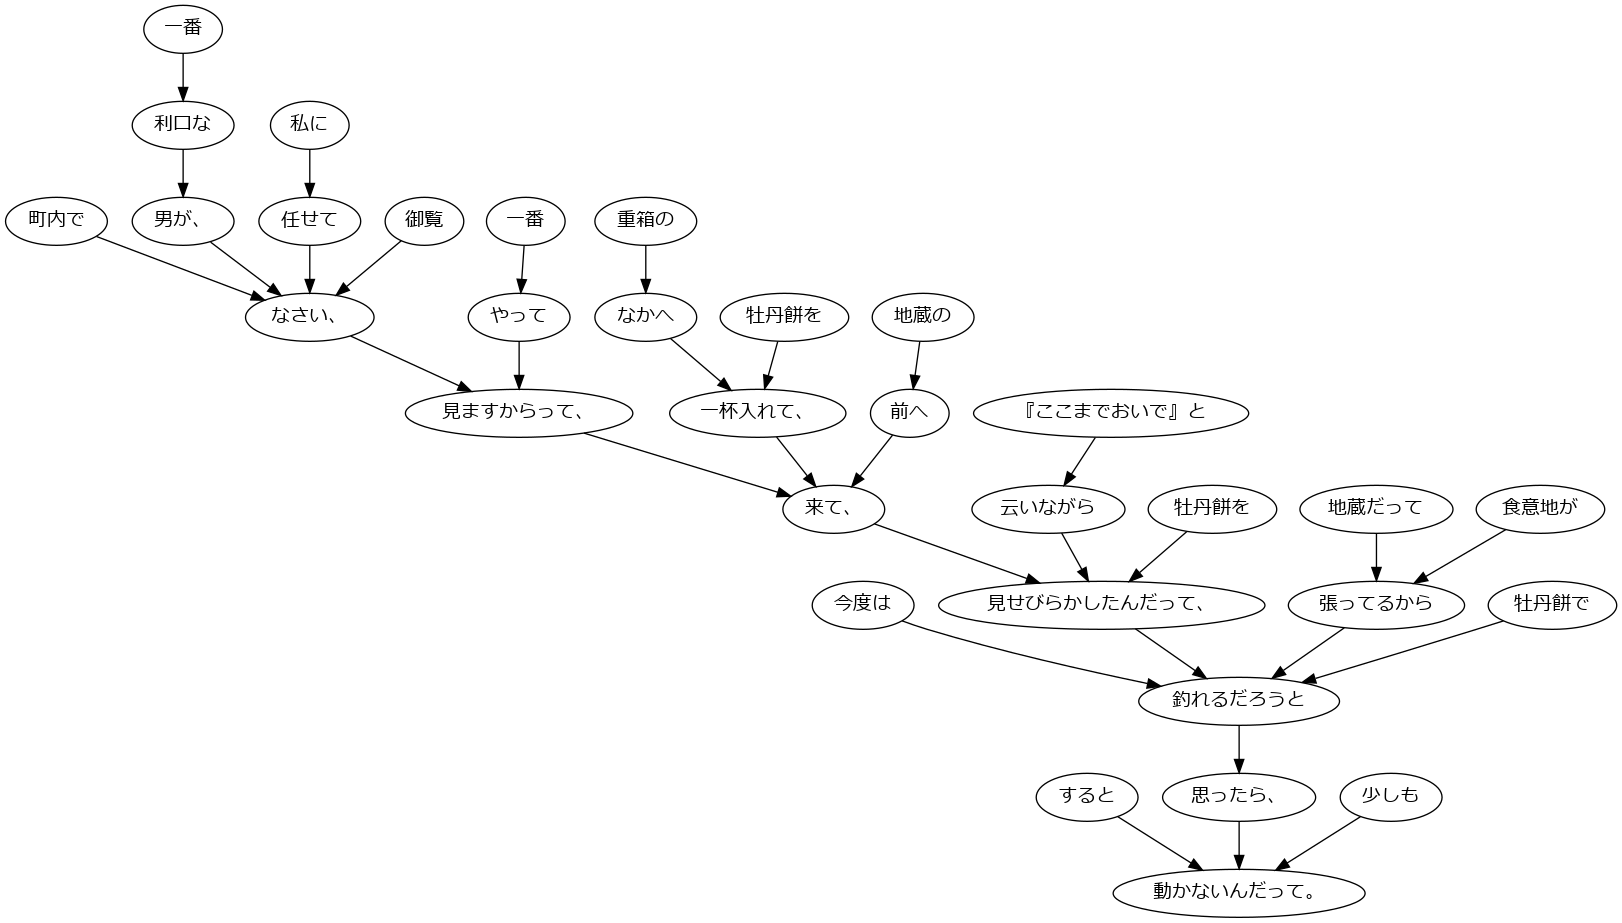 一番
利口な
私に
町内で
男が、
任せて
御覧
一番
重箱の
なさい、
やって
なかへ
牡丹餅を
地蔵の
見ますからって、
一杯入れて、
前へ
『ここまでおいで』と
来て、
云いながら
牡丹餅を
地蔵だって
食意地が
今度は
見せびらかしたんだって、
張ってるから
牡丹餅で
釣れるだろうと
すると
思ったら、
少しも
動かないんだって。